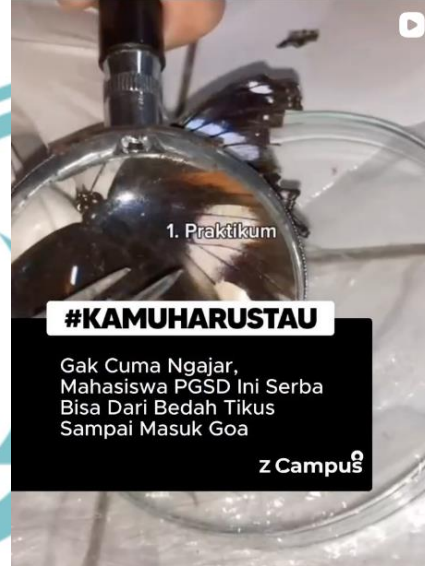 1. Praktikum
#KAMUHARUSTAU
Gak Cuma Ngajar,
Mahasiswa PGSD Ini Serba
Bisa Dari Bedah Tikus
Sampai Masuk Goa
Z Campus